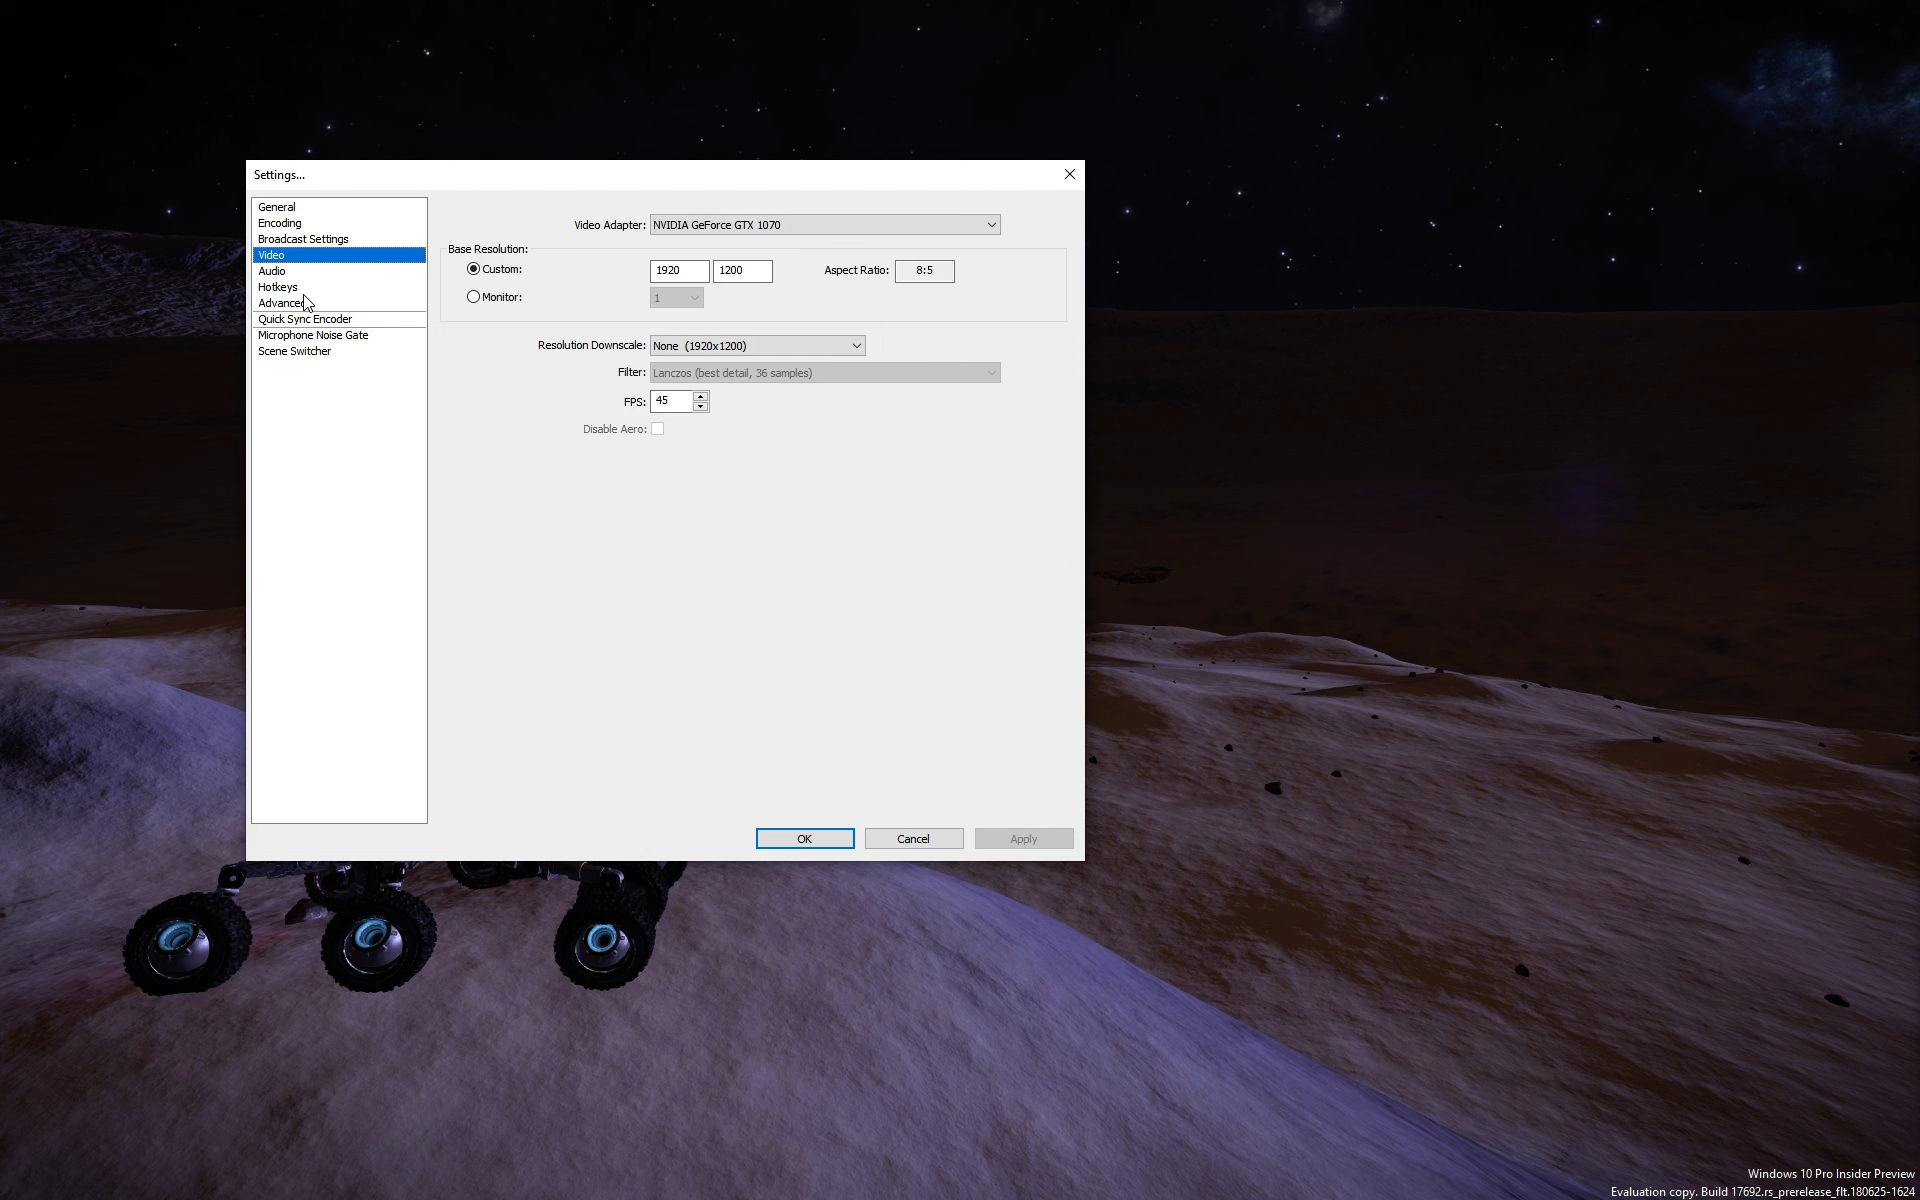 Settings...
General
Encoding
Broadcast Settings
Video
Audio
Hotkeys
Advanced
Quick Sync Encoder
Microphone Noise Gate
Scene Switcher
Video Adapter: NVIDIA GeForce GTX 1070
Base Resolution:
Custom: 1920 1200 Aspect Ratio: 8:5
Monitor: 1
Resolution Downscale: None (1920x1200)
Filter: Lanczos (best detail, 36 samples)
FPS: 45
Disable Aero:
OK Cancel Apply
Windows 10 Pro Insider Preview
Evaluation copy. Build 17692.rs_prerelease_flt.180625-1624